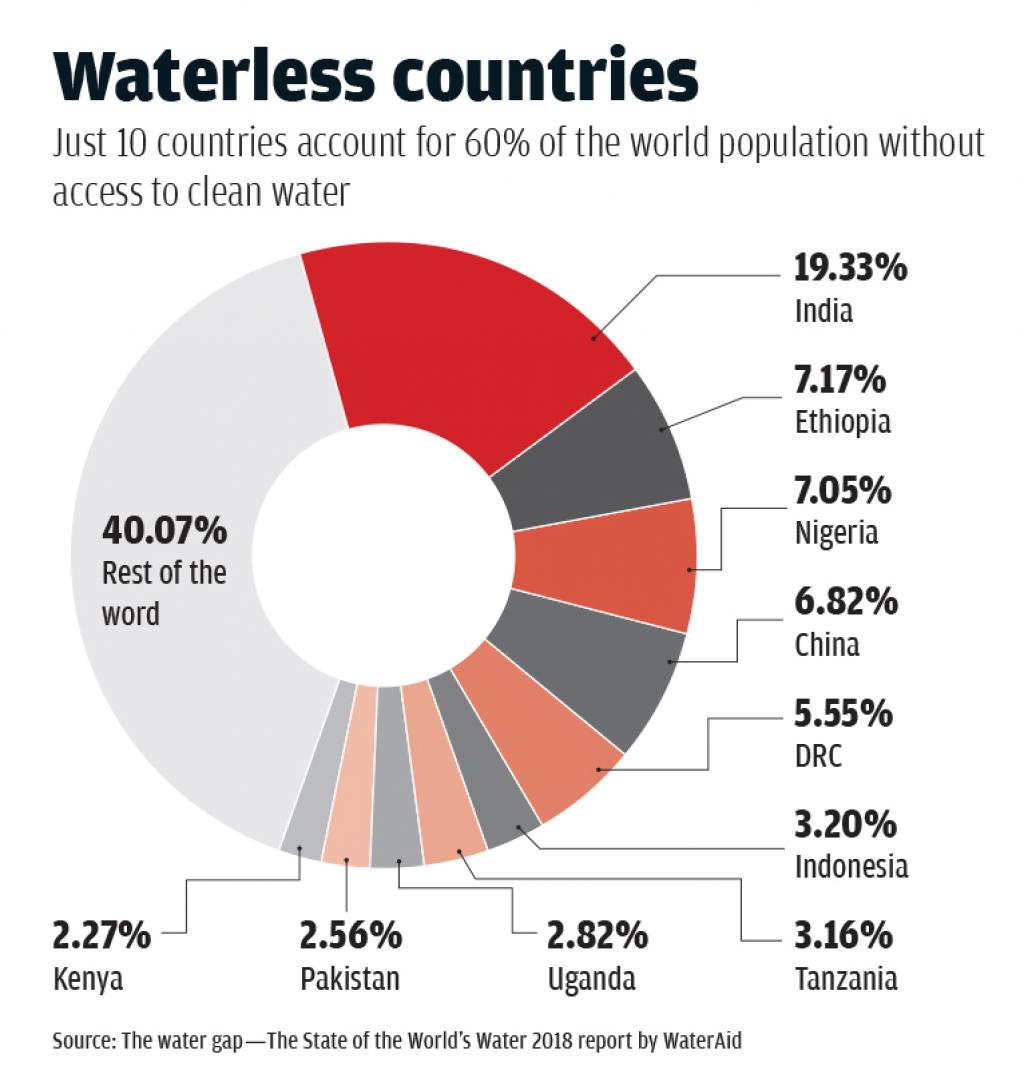 Waterless countries
Just 10 countries account for 60% of the world population without
access to clean water
19.33%
India
7.17%
Ethiopia
7.05%
Nigeria
6.82%
China
5.55%
DRC
3.20%
Indonesia
3.16%
Tanzania
2.82%
Uganda
2.56%
Pakistan
2.27%
Kenya
40.07%
Rest of the
word
Source: The water gap—The State of the World's Water 2018 report by WaterAid